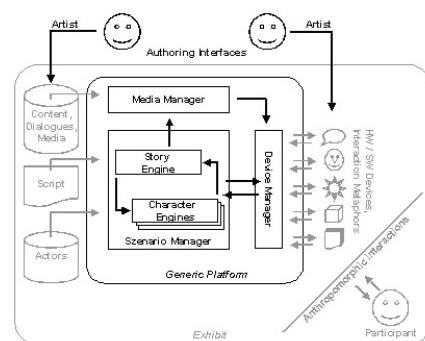 Artist
Artist
Authoring Interfaces
Content,
Dialogues,
Media
Media Manager
Story
Engine
Character
Engines
Szenario Manager
Device Manager
HW / SW Devices,
Interaction Metaphors
Script
Actors
Generic Platform
Anthropomorphic Interactions
Participant
Exhibit